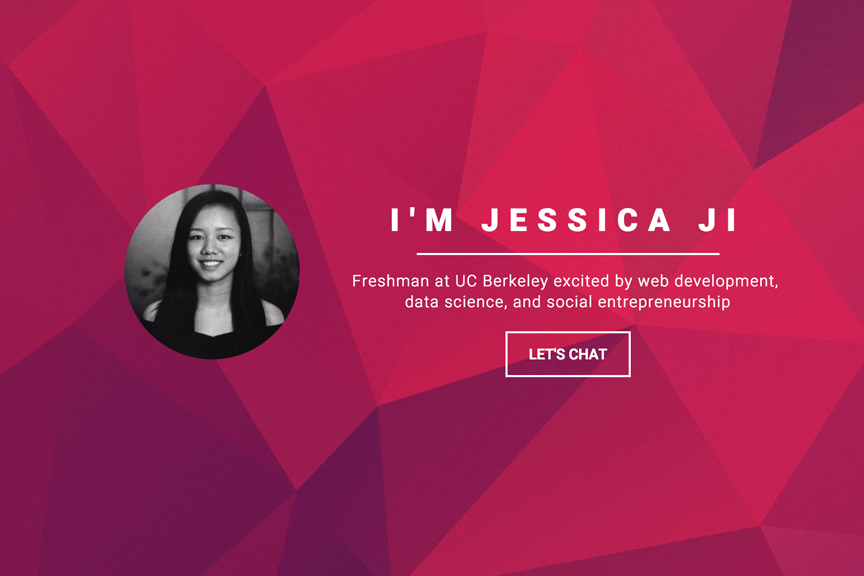 I'M JESSICA JI
Freshman at UC Berkeley excited by web development,
data science, and social entrepreneurship
LET'S CHAT